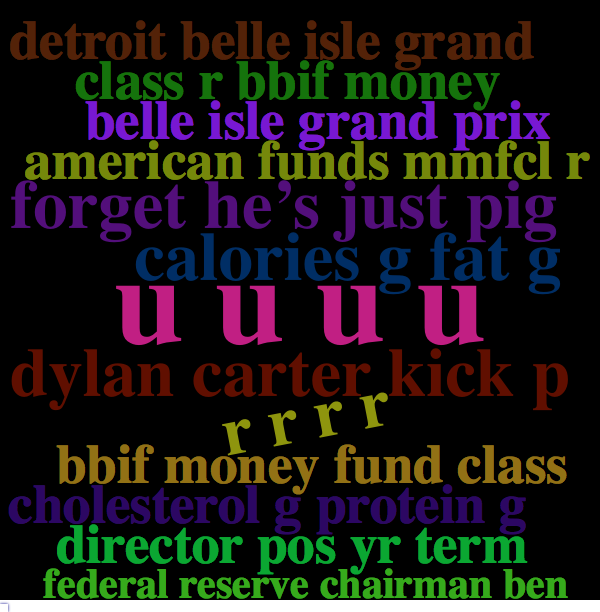 detroit belle isle grand
class r bbif money
belle isle grand prix
american funds mmfcl r
forget he’s just pig
calories g fat g
u u u u
dylan carter kick p
r r r r
bbif money fund class
cholesterol g protein g
director pos yr term
federal reserve chairman ben